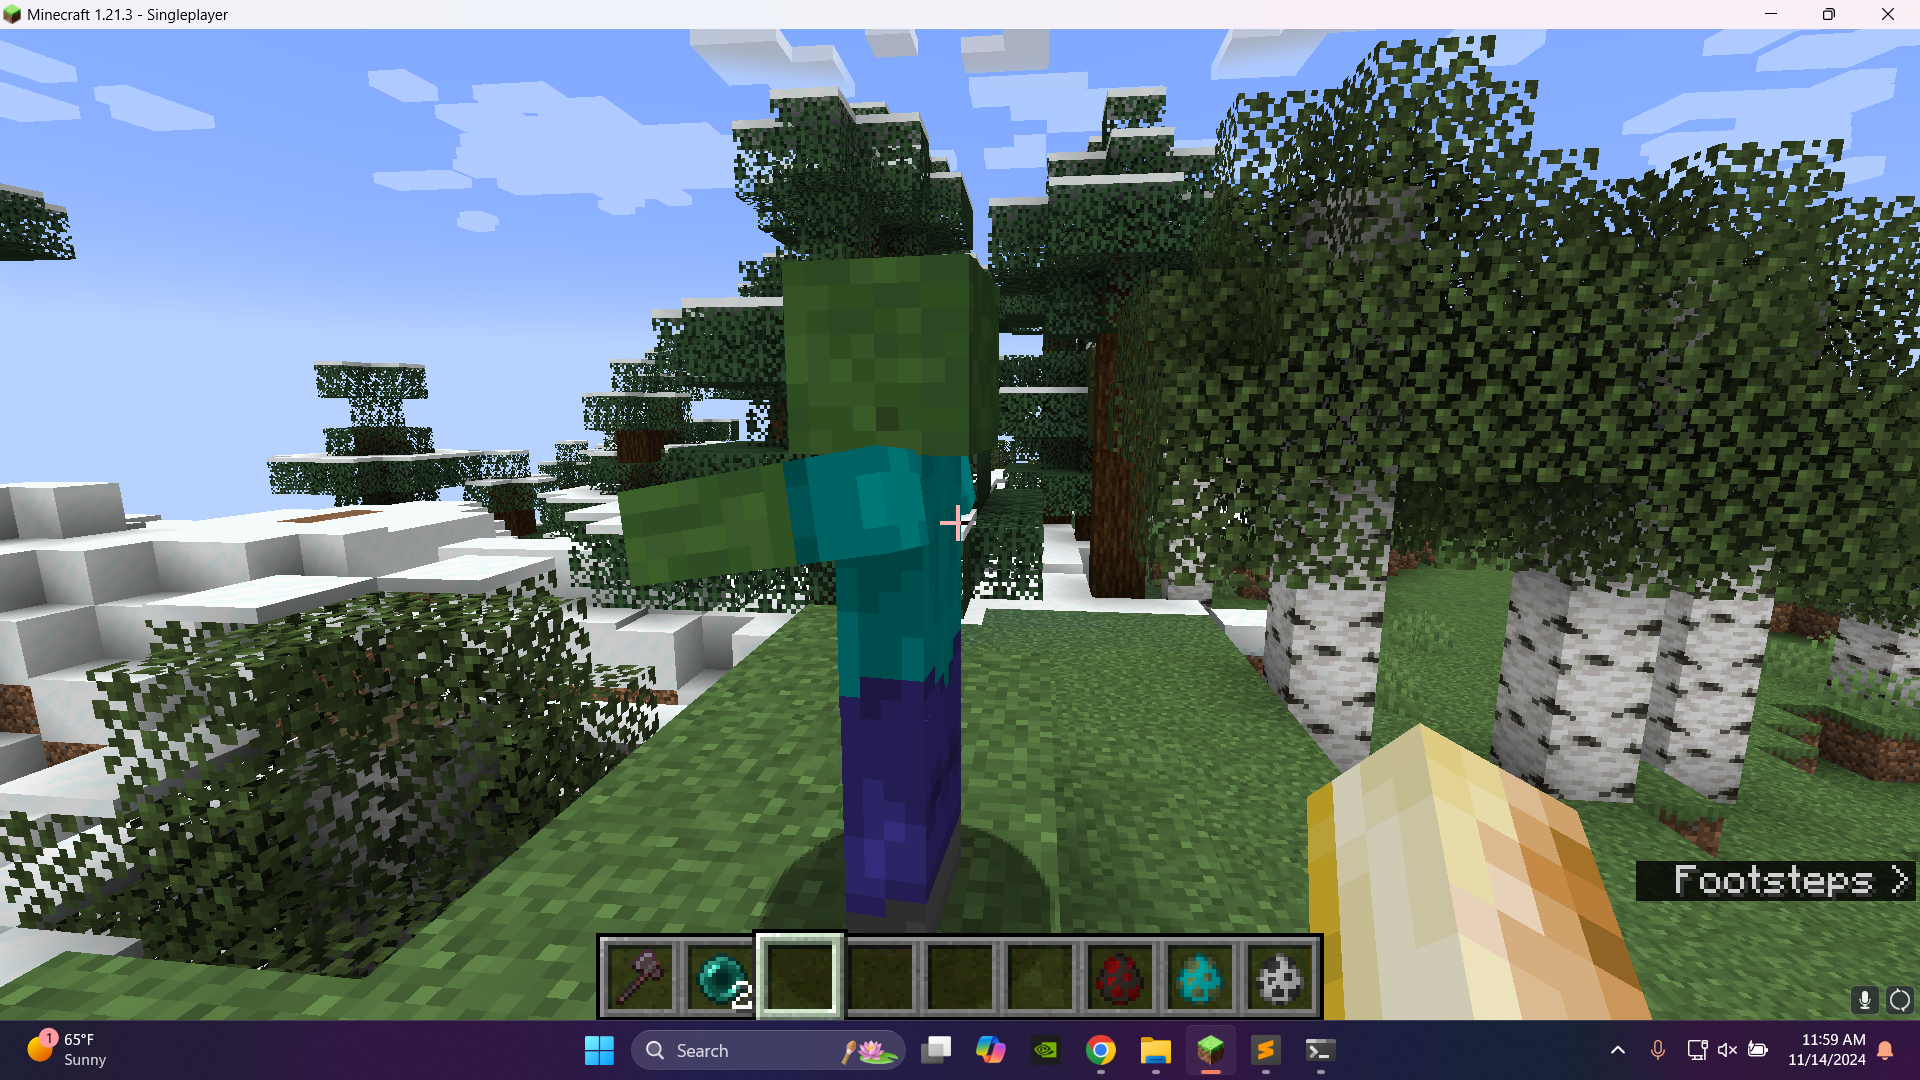 Minecraft 1.21.3 - Singleplayer
Footsteps >
2
1
65°F
Sunny
Search
11:59 AM
11/14/2024